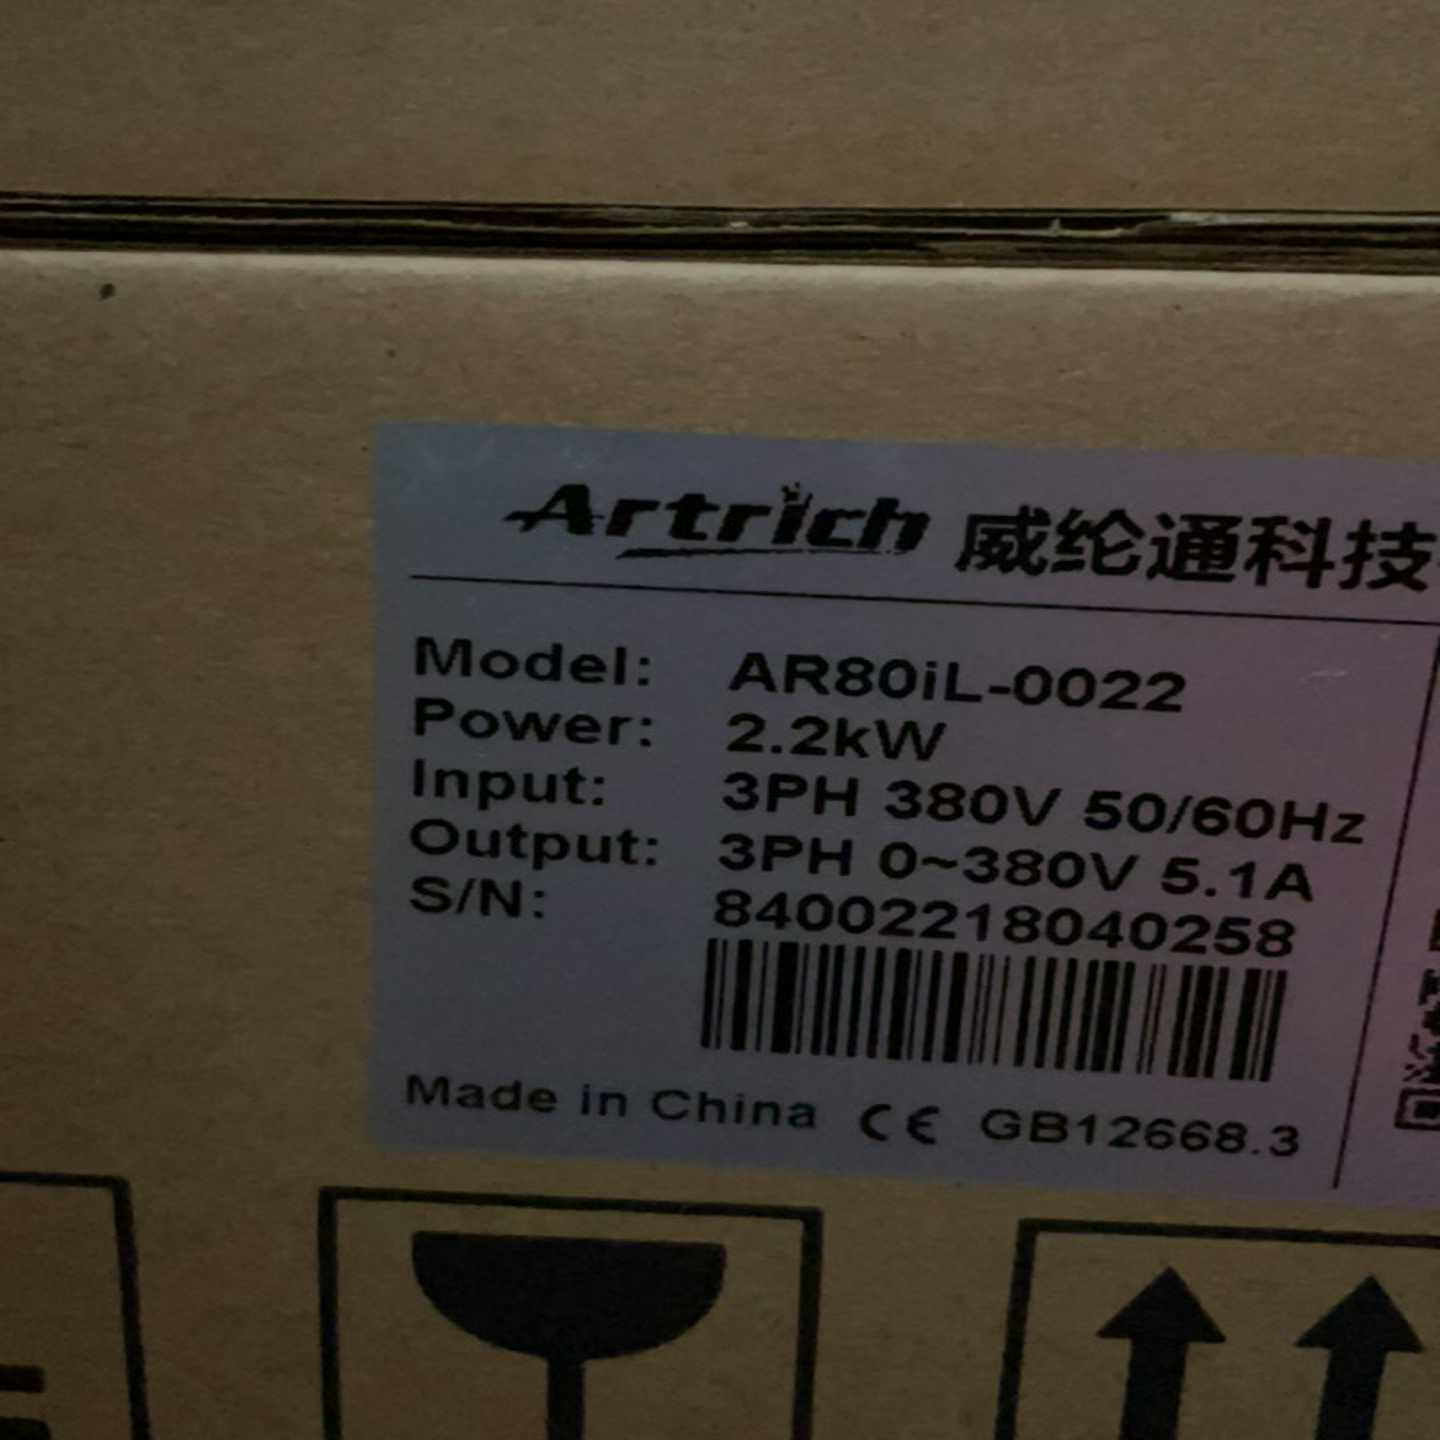 Artrich 威纶通科技
Model: AR80iL-0022
Power: 2.2kW
Input: 3PH 380V 50/60Hz
Output: 3PH 0~380V 5.1A
S/N: 84002218040258
Made in China CE GB12668.3